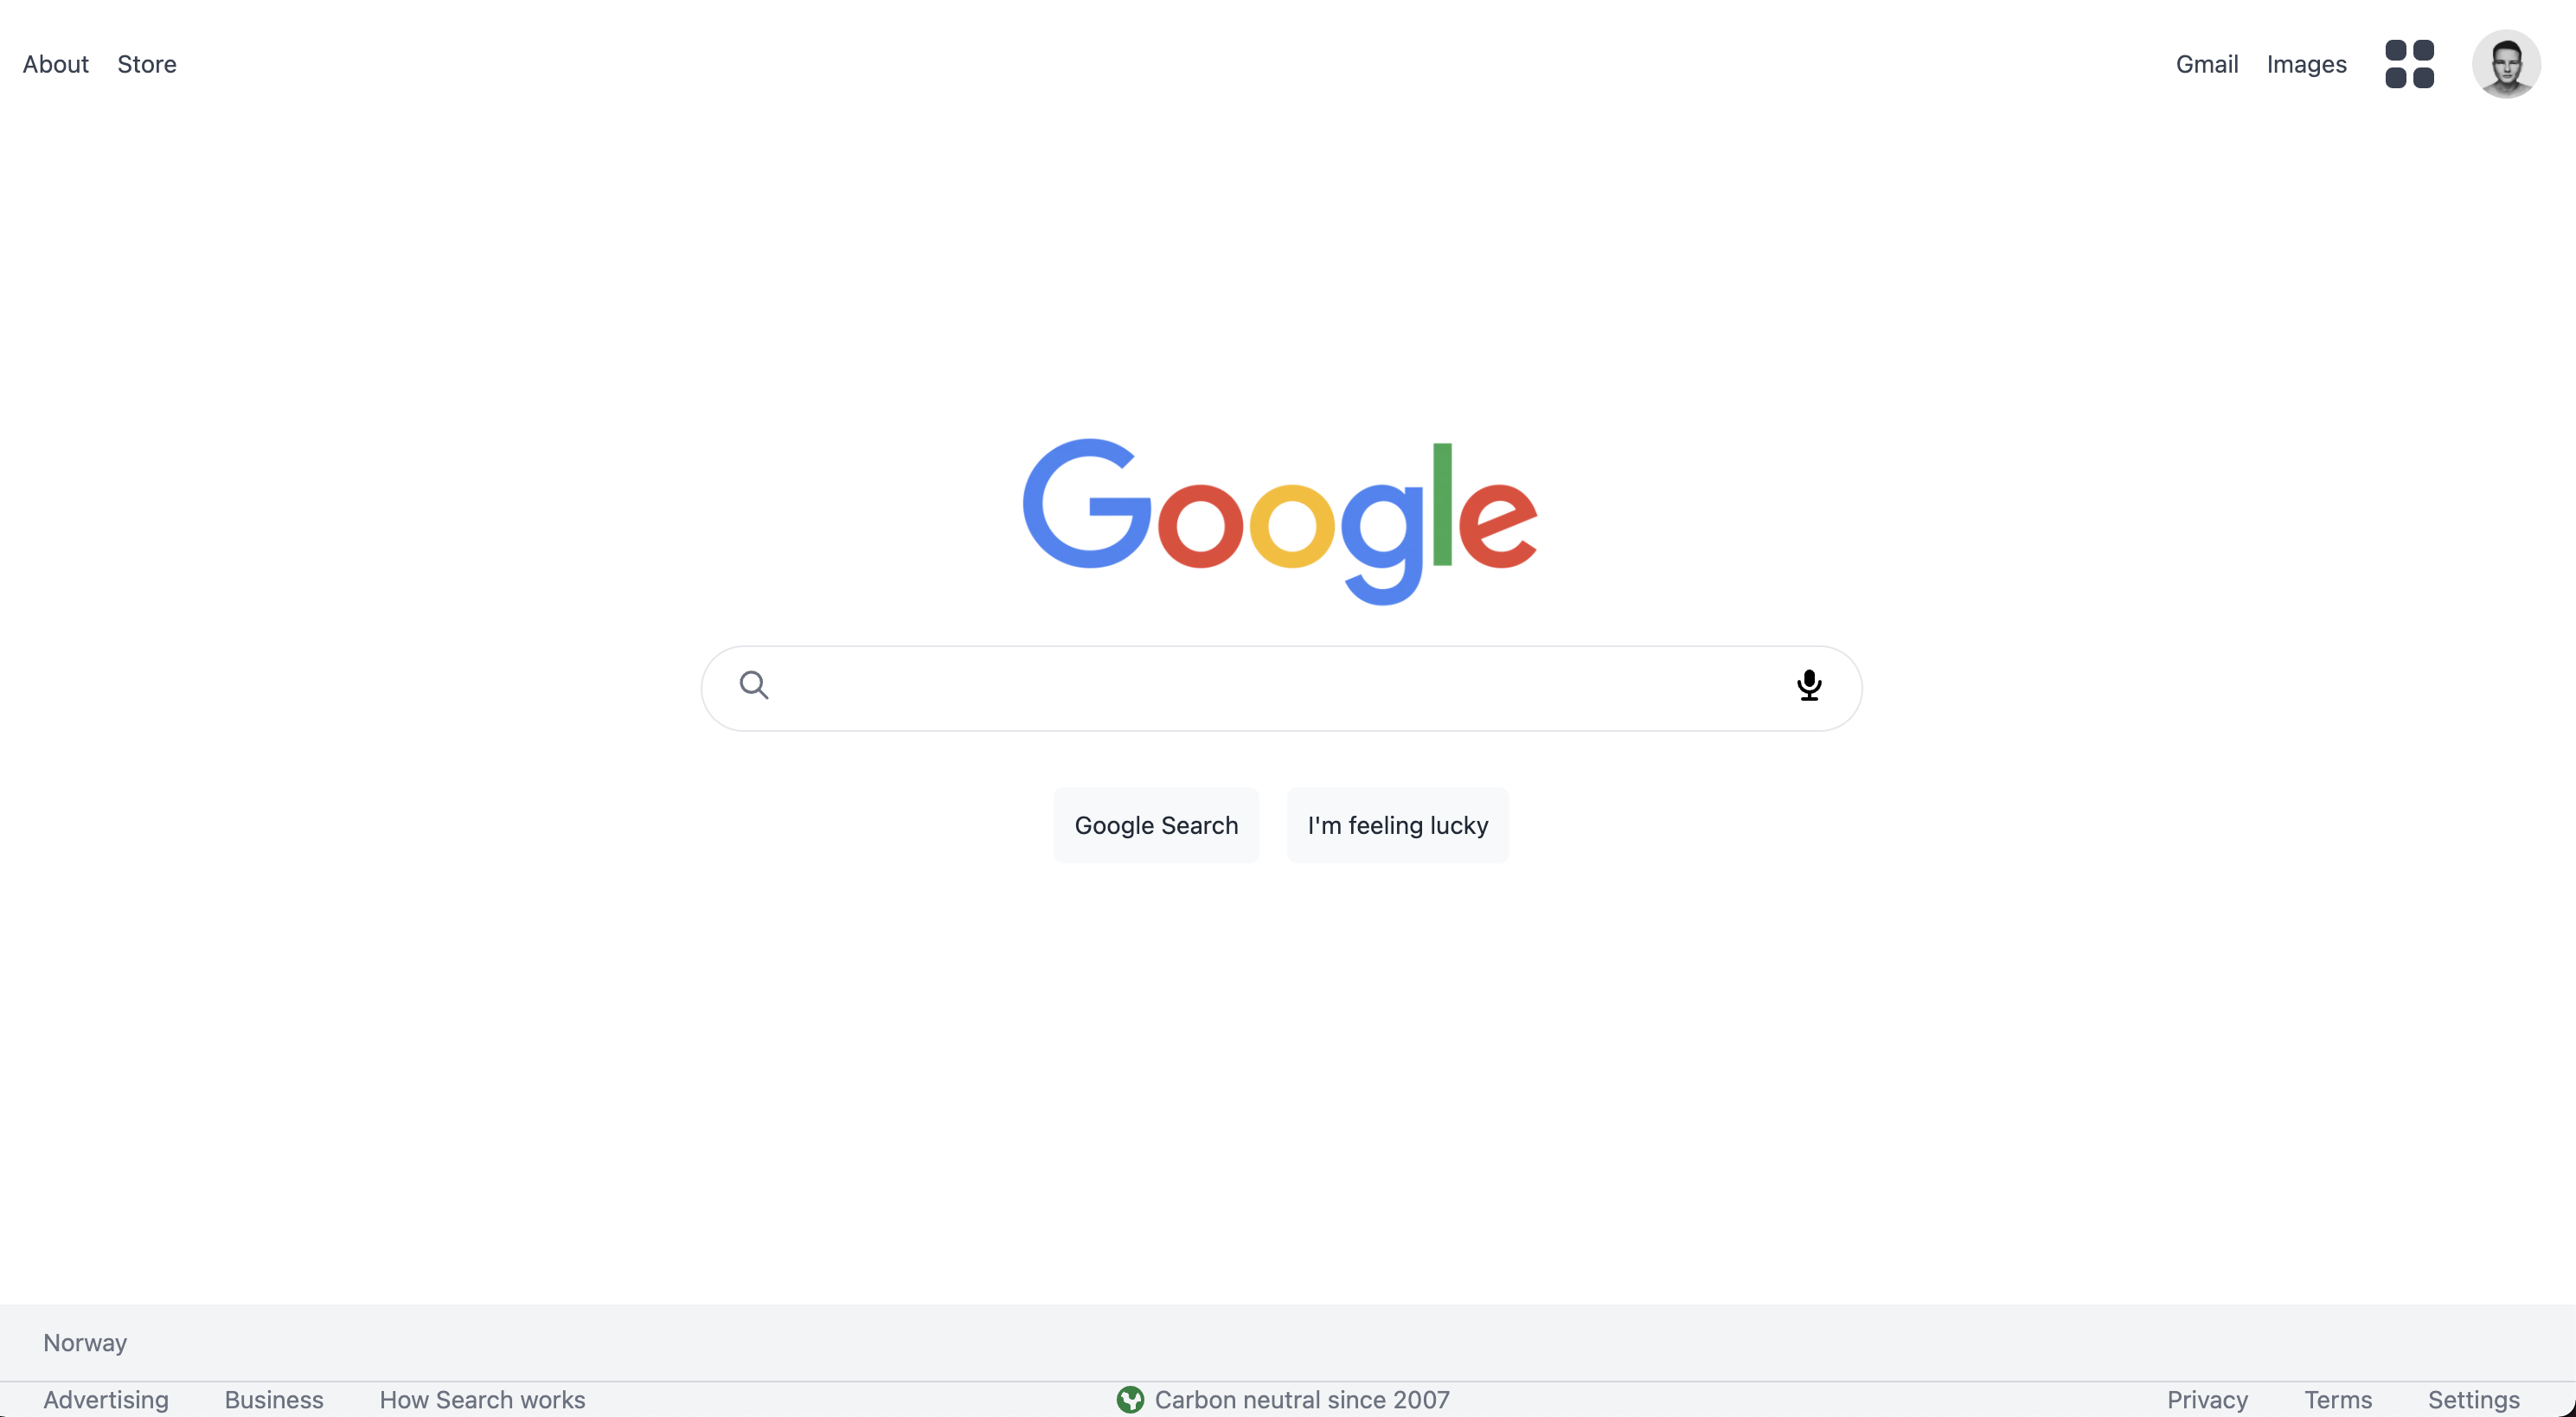 About Store Gmail Images
Google
Google Search I'm feeling lucky
Norway
Advertising Business How Search works Carbon neutral since 2007 Privacy Terms Settings